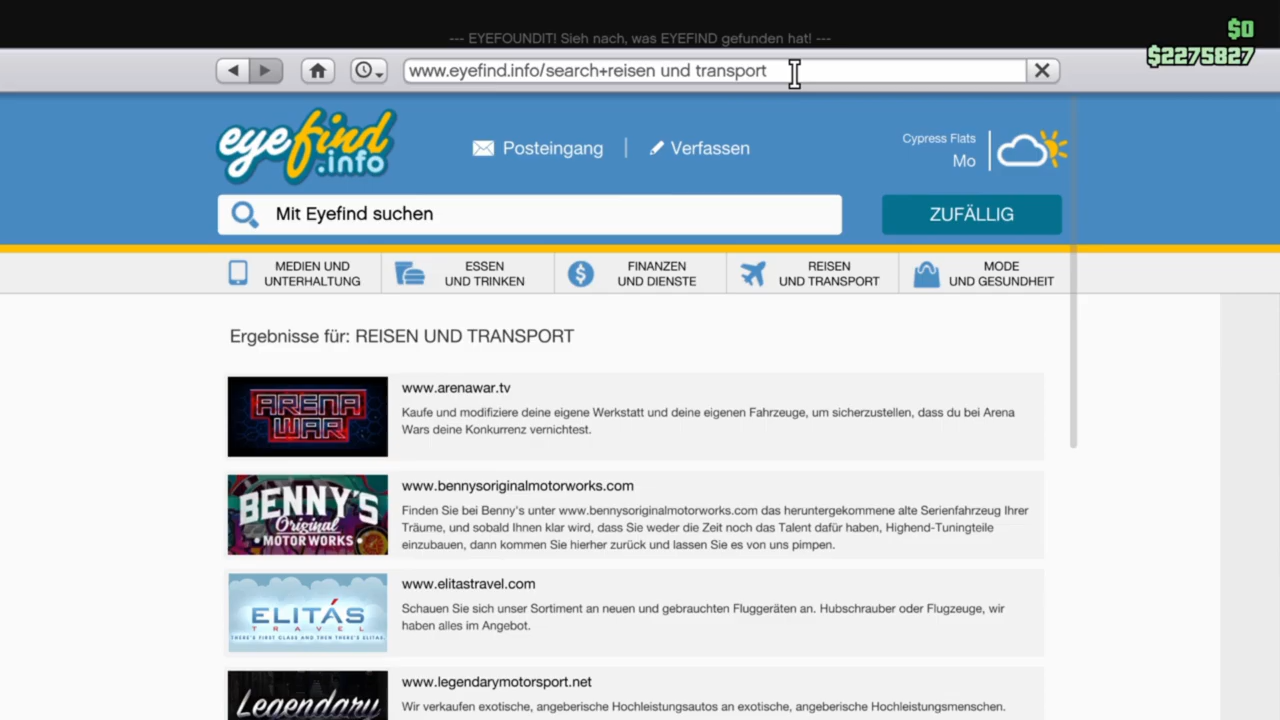 --- EYEFOUNDIT! Sieh nach, was EYEFIND gefunden hat! ---
$0
$2275827
www.eyefind.info/search+reisen und transport
eyefind.info
Posteingang
Verfassen
Cypress Flats
Mo
Mit Eyefind suchen
ZUFÄLLIG
MEDIEN UND UNTERHALTUNG
ESSEN UND TRINKEN
FINANZEN UND DIENSTE
REISEN UND TRANSPORT
MODE UND GESUNDHEIT
Ergebnisse für: REISEN UND TRANSPORT
ARENA WAR
www.arenawar.tv
Kaufe und modifiziere deine eigene Werkstatt und deine eigenen Fahrzeuge, um sicherzustellen, dass du bei Arena
Wars deine Konkurrenz vernichtest.
BENNY'S
Original
MOTOR WORKS
www.bennysoriginalmotorworks.com
Finden Sie bei Benny's unter www.bennysoriginalmotorworks.com das heruntergekommene alte Serienfahrzeug Ihrer
Träume, und sobald Ihnen klar wird, dass Sie weder die Zeit noch das Talent dafür haben, Highend-Tuningteile
einzubauen, dann kommen Sie hierher zurück und lassen Sie es von uns pimpen.
ELITÁS
TRAVEL
THERE'S FIRST CLASS AND THEN THERE'S ELITAS
www.elitastravel.com
Schauen Sie sich unser Sortiment an neuen und gebrauchten Fluggeräten an. Hubschrauber oder Flugzeuge, wir
haben alles im Angebot.
Legendary
www.legendarymotorsport.net
Wir verkaufen exotische, angeberische Hochleistungsautos an exotische, angeberische Hochleistungsmenschen.